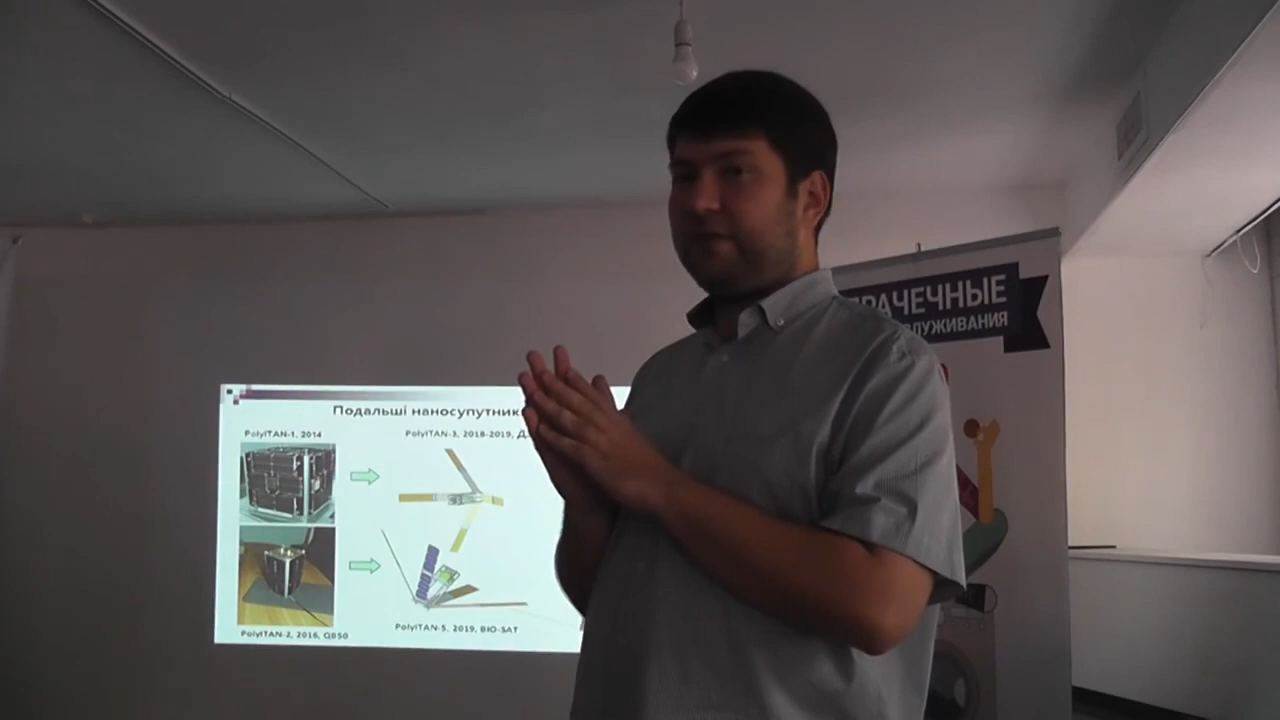 Подальші наносупутник
PolyITAN-1, 2014
PolyITAN-3, 2018-2019,
PolyITAN-2, 2016, QB50
PolyITAN-5, 2019, BIO-SAT
РАЧЕЧНЫЕ
ЛУЖИВАНИЯ